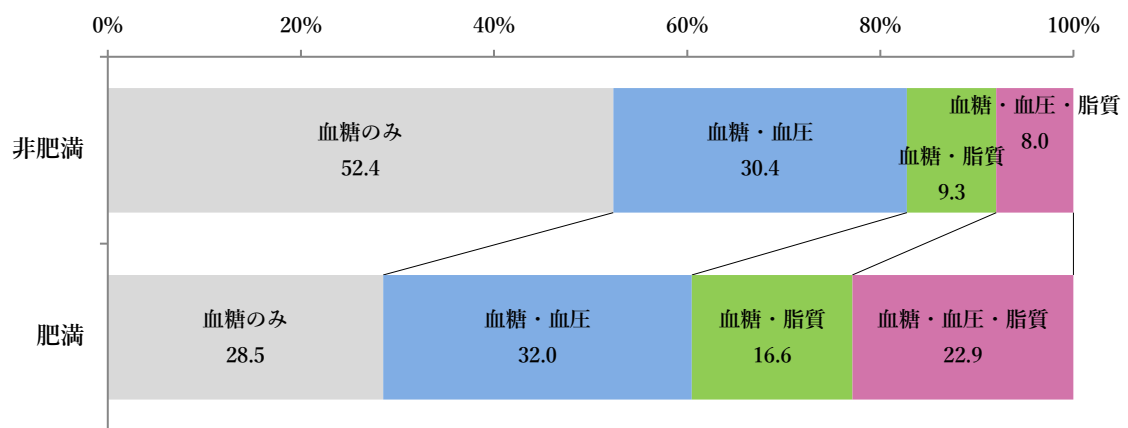 0% 20% 40% 60% 80% 100%
非肥満
血糖のみ
52.4
血糖・血圧
30.4
血糖・脂質
9.3
血糖・血圧・脂質
8.0
肥満
血糖のみ
28.5
血糖・血圧
32.0
血糖・脂質
16.6
血糖・血圧・脂質
22.9